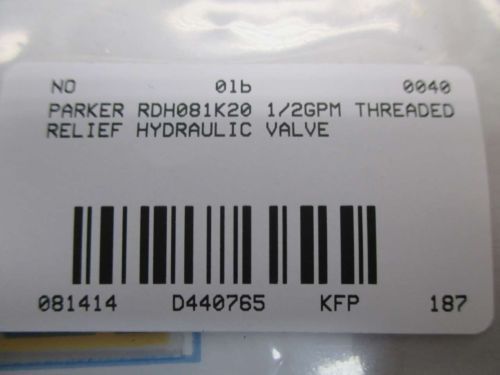 NO 01b 0040
PARKER RDH081K20 1/2GPM THREADED
RELIEF HYDRAULIC VALVE
081414 D440765 KFP 187